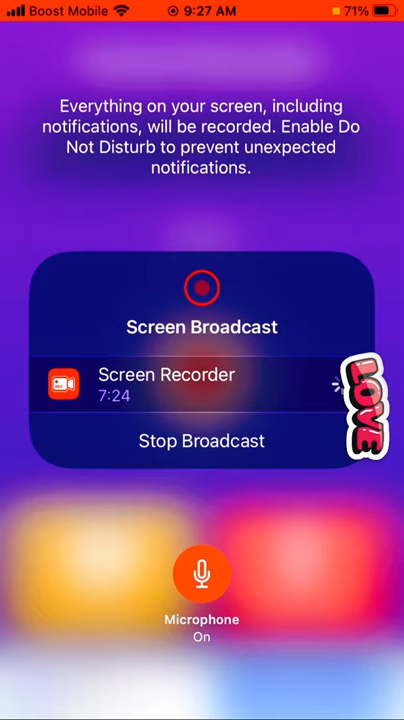 Boost Mobile 9:27 AM 71%
Everything on your screen, including
notifications, will be recorded. Enable Do
Not Disturb to prevent unexpected
notifications.
Screen Broadcast
Screen Recorder
7:24
LOVE
Stop Broadcast
Microphone
On